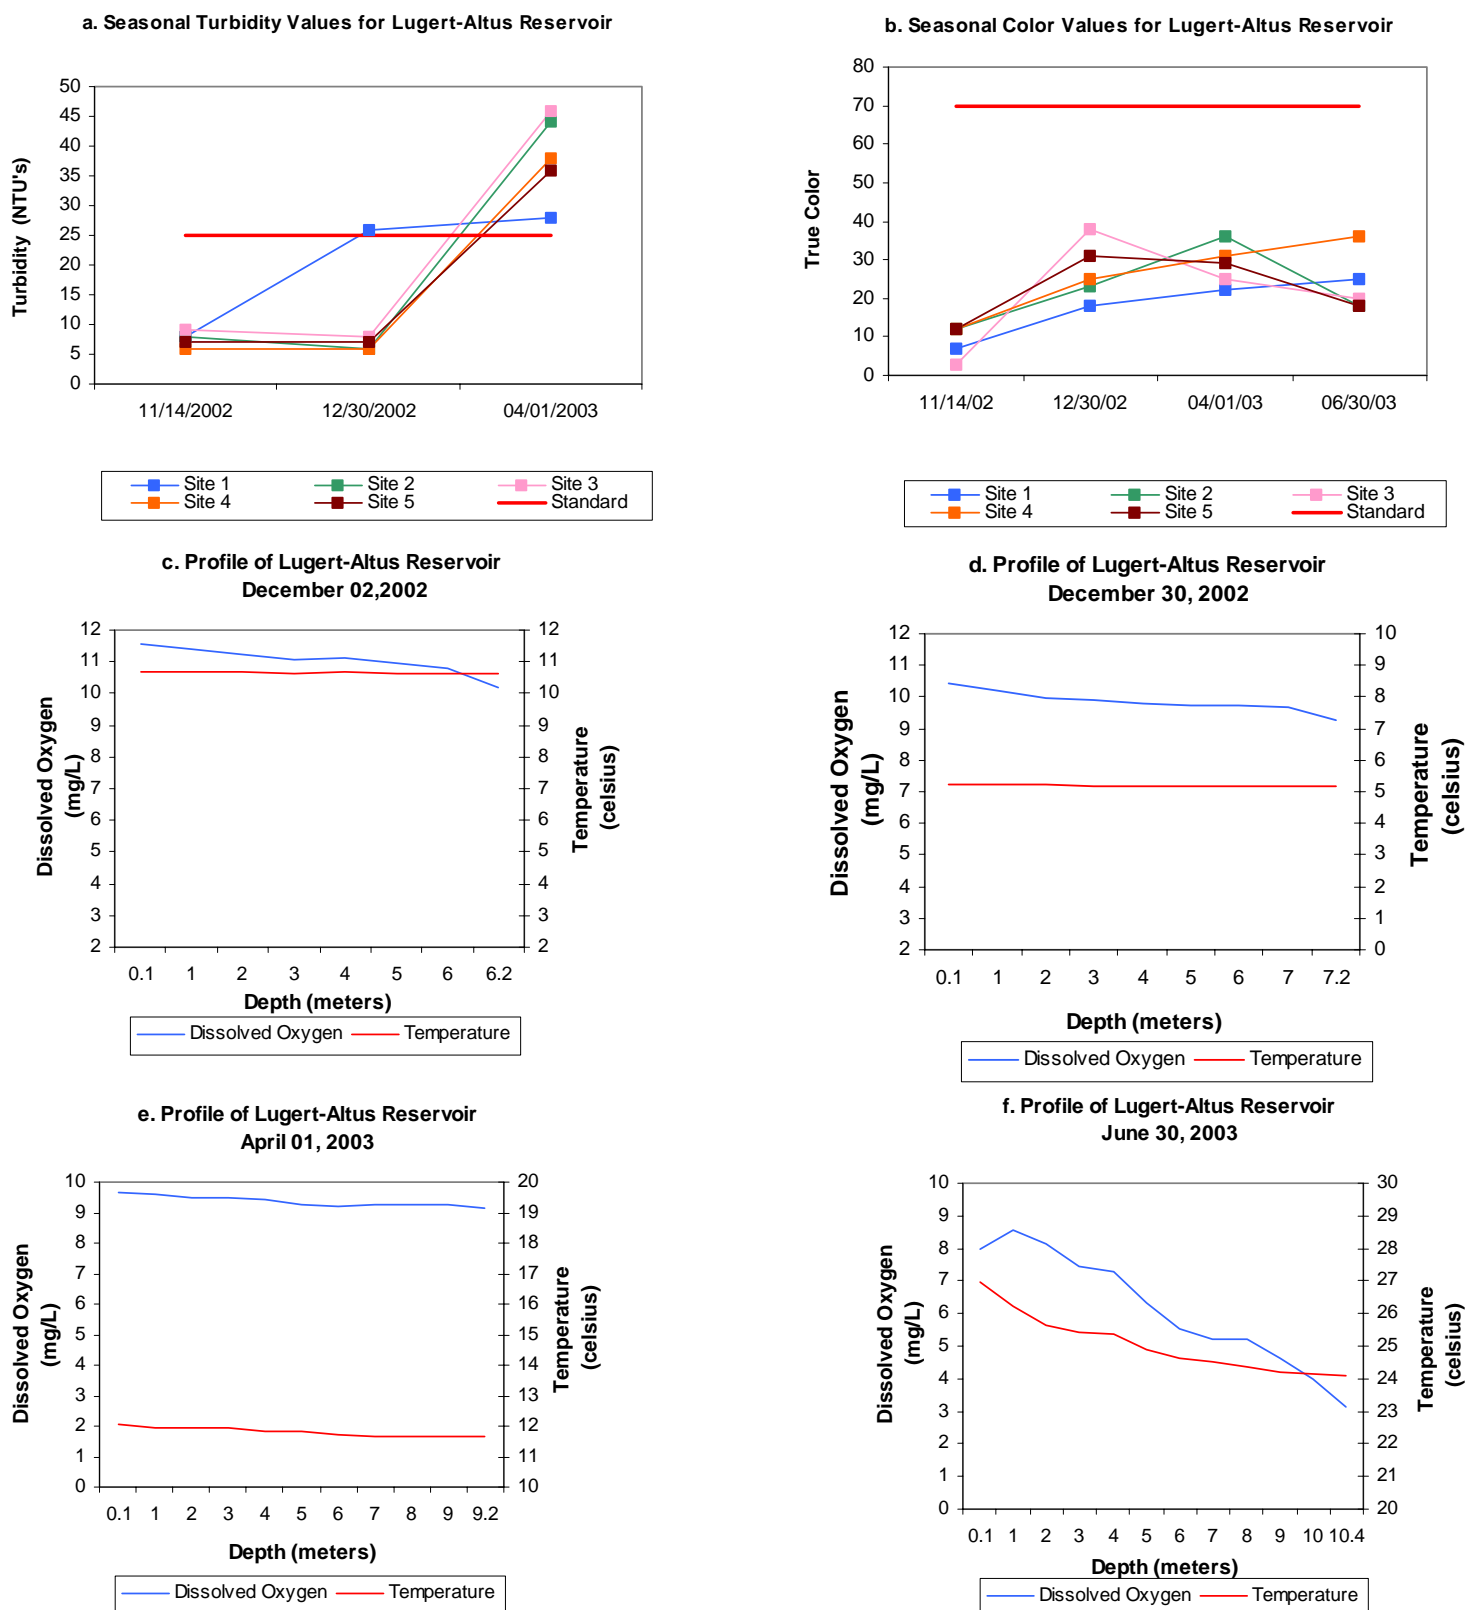 a. Seasonal Turbidity Values for Lugert-Altus Reservoir
50
45
40
35
30
25
20
15
10
5
0
Turbidity (NTU's)
11/14/2002 12/30/2002 04/01/2003
Site 1 Site 2 Site 3
Site 4 Site 5 Standard
b. Seasonal Color Values for Lugert-Altus Reservoir
80
70
60
50
40
30
20
10
0
True Color
11/14/02 12/30/02 04/01/03 06/30/03
Site 1 Site 2 Site 3
Site 4 Site 5 Standard
c. Profile of Lugert-Altus Reservoir
December 02,2002
12
11
10
9
8
7
6
5
4
3
2
Dissolved Oxygen
(mg/L)
12
11
10
9
8
7
6
5
4
3
2
Temperature
(celsius)
0.1 1 2 3 4 5 6 6.2
Depth (meters)
Dissolved Oxygen Temperature
d. Profile of Lugert-Altus Reservoir
December 30, 2002
12
11
10
9
8
7
6
5
4
3
2
Dissolved Oxygen
(mg/L)
10
9
8
7
6
5
4
3
2
1
0
Temperature
(celsius)
0.1 1 2 3 4 5 6 7 7.2
Depth (meters)
Dissolved Oxygen Temperature
e. Profile of Lugert-Altus Reservoir
April 01, 2003
10
9
8
7
6
5
4
3
2
1
0
Dissolved Oxygen
(mg/L)
20
19
18
17
16
15
14
13
12
11
10
Temperature
(celsius)
0.1 1 2 3 4 5 6 7 8 9 9.2
Depth (meters)
Dissolved Oxygen Temperature
f. Profile of Lugert-Altus Reservoir
June 30, 2003
10
9
8
7
6
5
4
3
2
1
0
Dissolved Oxygen
(mg/L)
30
29
28
27
26
25
24
23
22
21
20
Temperature
(celsius)
0.1 1 2 3 4 5 6 7 8 9 10 10.4
Depth (meters)
Dissolved Oxygen Temperature